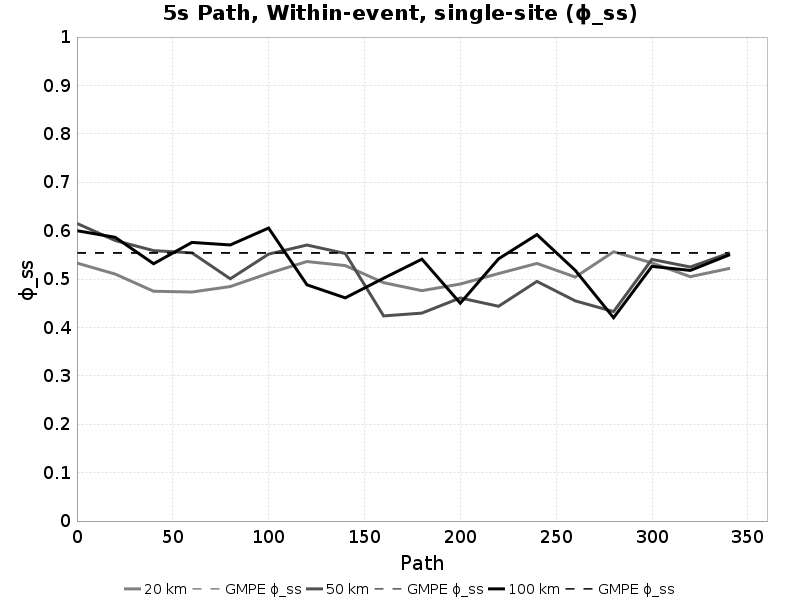 5s Path, Within-event, single-site (ϕ_ss)
1
0.9
0.8
0.7
0.6
0.5
0.4
0.3
0.2
0.1
0
ϕ_ss
0 50 100 150 200 250 300 350
Path
20 km GMPE ϕ_ss 50 km GMPE ϕ_ss 100 km GMPE ϕ_ss